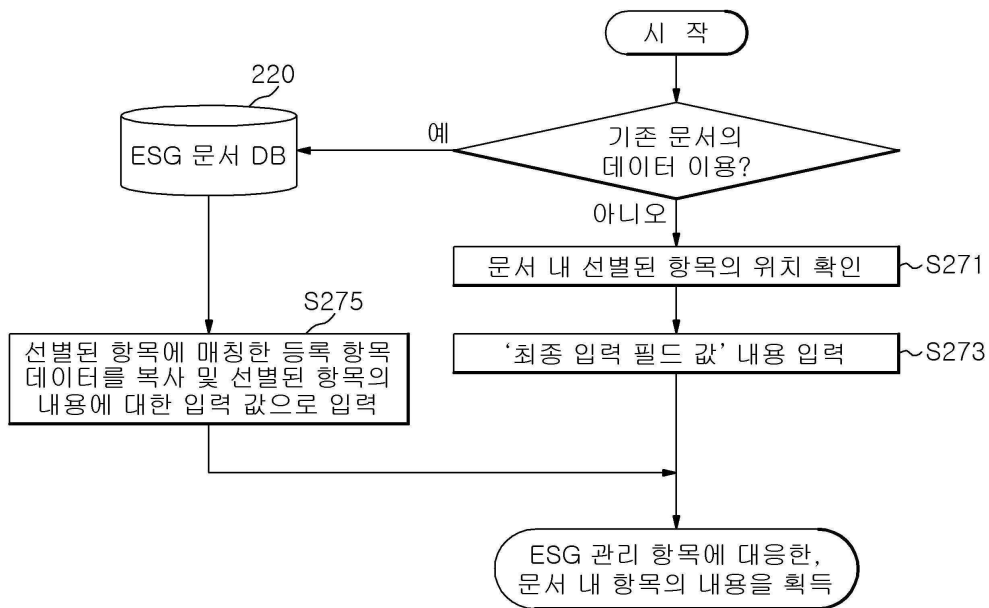 시 작
220
예
ESG 문서 DB
기존 문서의
데이터 이용?
아니오
문서 내 선별된 항목의 위치 확인
S271
S275
선별된 항목에 매칭한 등록 항목
데이터를 복사 및 선별된 항목의
내용에 대한 입력 값으로 입력
‘최종 입력 필드 값’ 내용 입력
S273
ESG 관리 항목에 대응한,
문서 내 항목의 내용을 획득